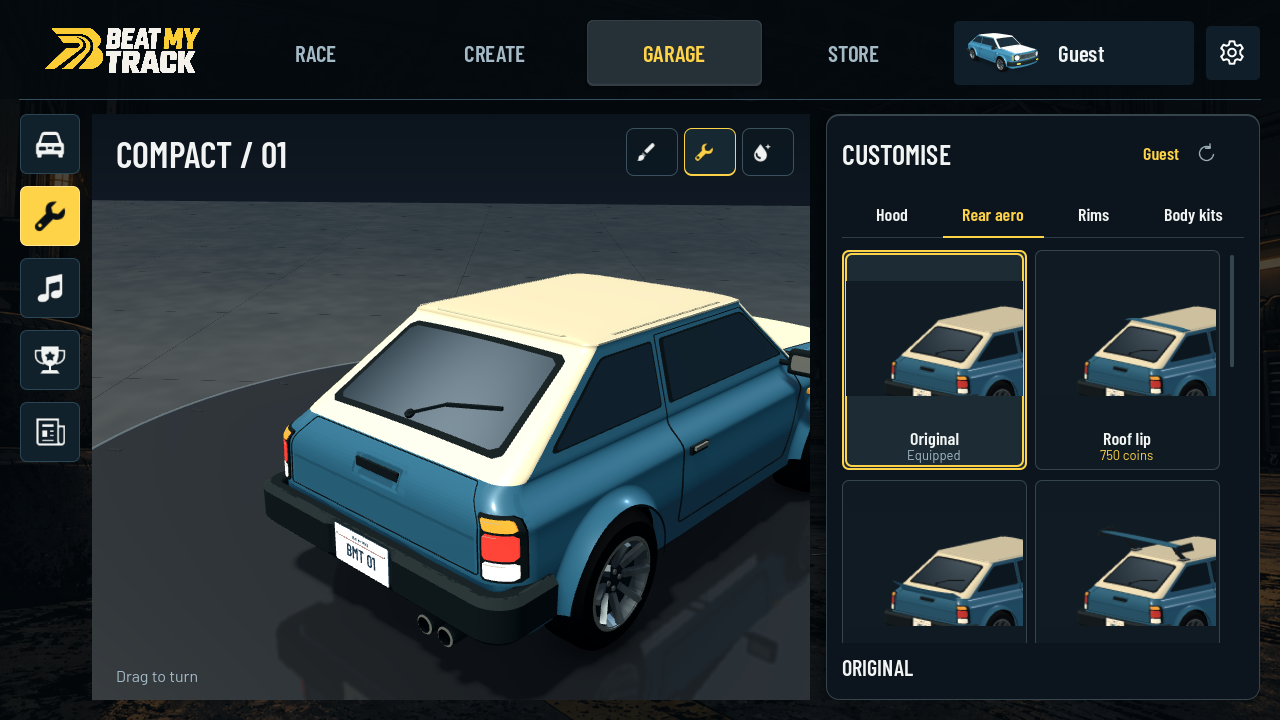 BEAT MY
TRACK
RACE
CREATE
GARAGE
STORE
Guest
COMPACT / 01
CUSTOMISE
Guest
Hood
Rear aero
Rims
Body kits
Original
Equipped
Roof lip
750 coins
BMT 01
Drag to turn
ORIGINAL